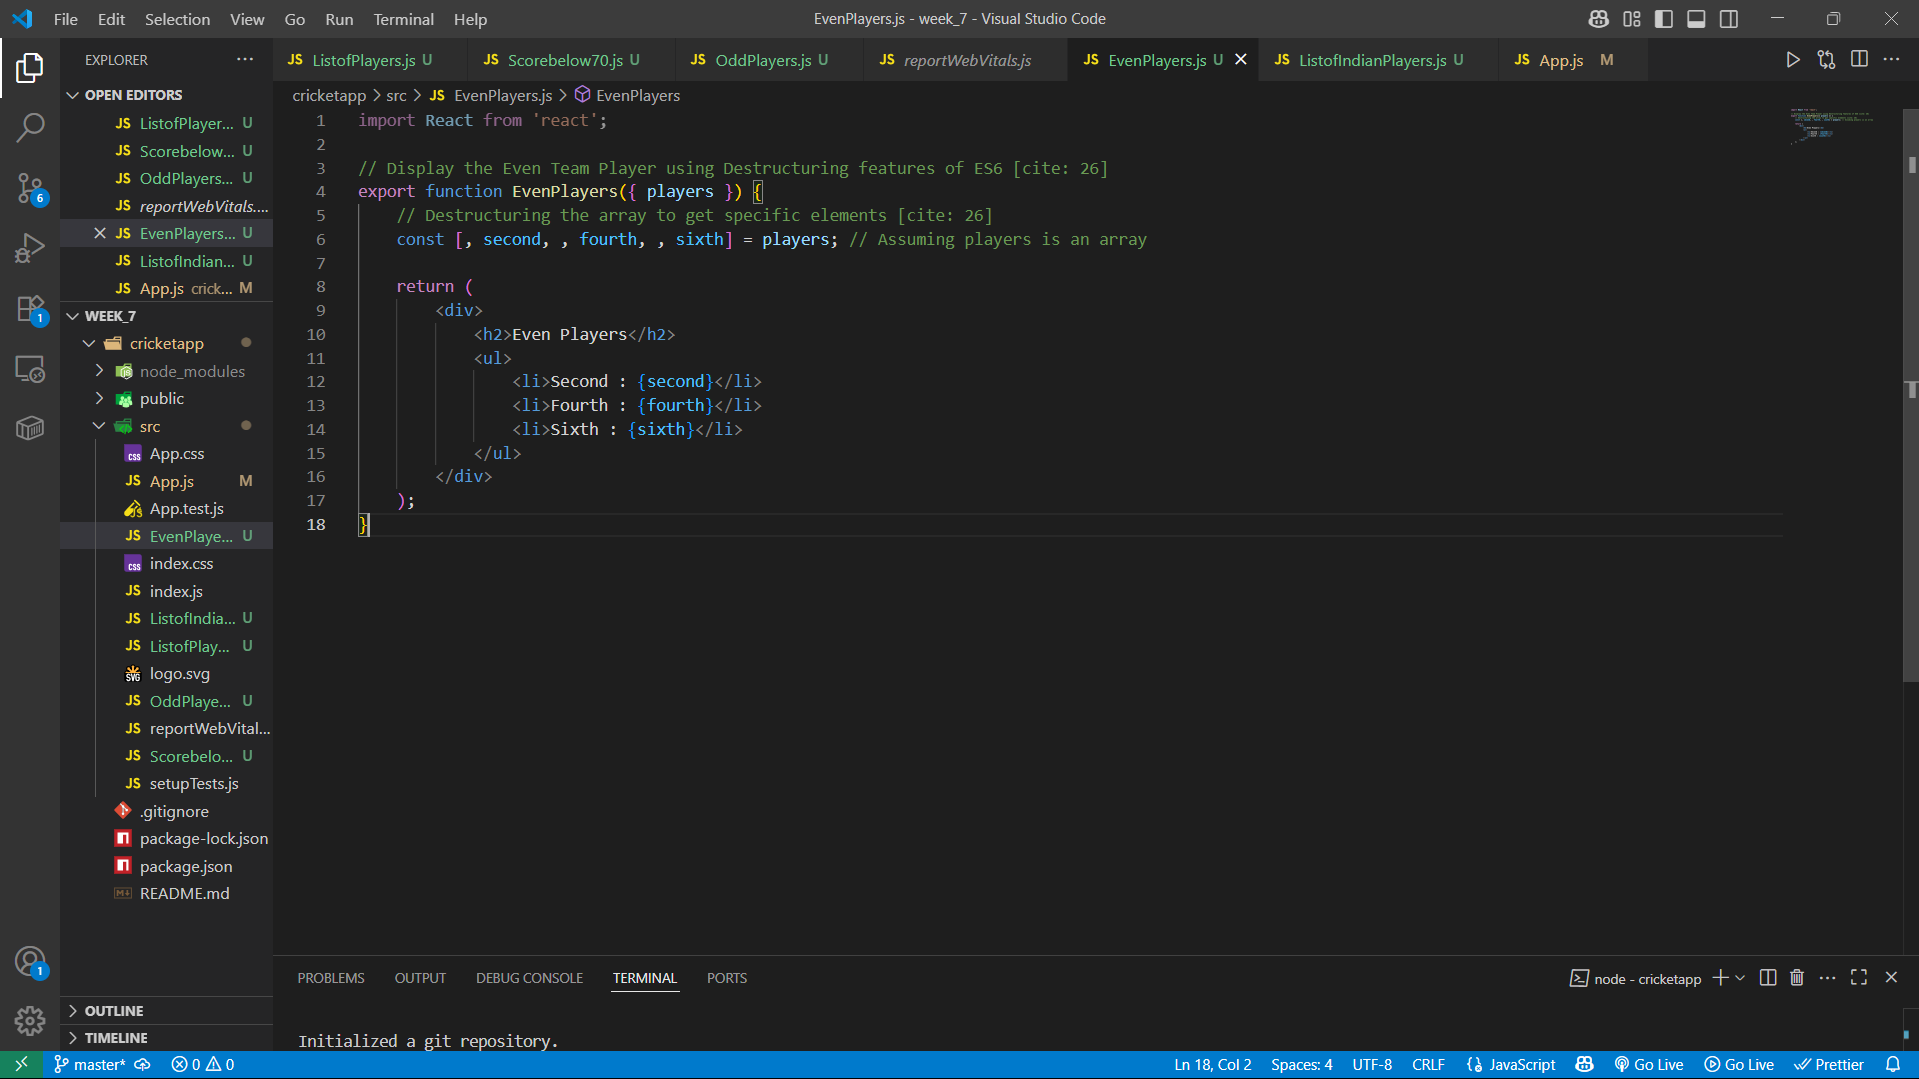 File Edit Selection View Go Run Terminal Help
EvenPlayers.js - week_7 - Visual Studio Code
EXPLORER
OPEN EDITORS
JS ListofPlayer... U
JS Scorebelow... U
JS OddPlayers... U
JS reportWebVitals....
JS EvenPlayers... U
JS ListofIndian... U
JS App.js crick... M
WEEK_7
cricketapp
node_modules
public
src
css App.css
JS App.js M
App.test.js
JS EvenPlaye... U
css index.css
JS index.js
JS ListofIndia... U
JS ListofPlay... U
SVG logo.svg
JS OddPlaye... U
JS reportWebVital...
JS Scorebelo... U
JS setupTests.js
.gitignore
package-lock.json
package.json
README.md
OUTLINE
TIMELINE
6
1
1
JS ListofPlayers.js U
JS Scorebelow70.js U
JS OddPlayers.js U
JS reportWebVitals.js
JS EvenPlayers.js U
JS ListofIndianPlayers.js U
JS App.js M
cricketapp > src > JS EvenPlayers.js > EvenPlayers
1 import React from 'react';
2
3 // Display the Even Team Player using Destructuring features of ES6 [cite: 26]
4 export function EvenPlayers({ players }) {
5 // Destructuring the array to get specific elements [cite: 26]
6 const [, second, , fourth, , sixth] = players; // Assuming players is an array
7
8 return (
9 <div>
10 <h2>Even Players</h2>
11 <ul>
12 <li>Second : {second}</li>
13 <li>Fourth : {fourth}</li>
14 <li>Sixth : {sixth}</li>
15 </ul>
16 </div>
17 );
18 }
PROBLEMS OUTPUT DEBUG CONSOLE TERMINAL PORTS
node - cricketapp
Initialized a git repository.
master* 0 0
Ln 18, Col 2 Spaces: 4 UTF-8 CRLF {} JavaScript Go Live Go Live Prettier